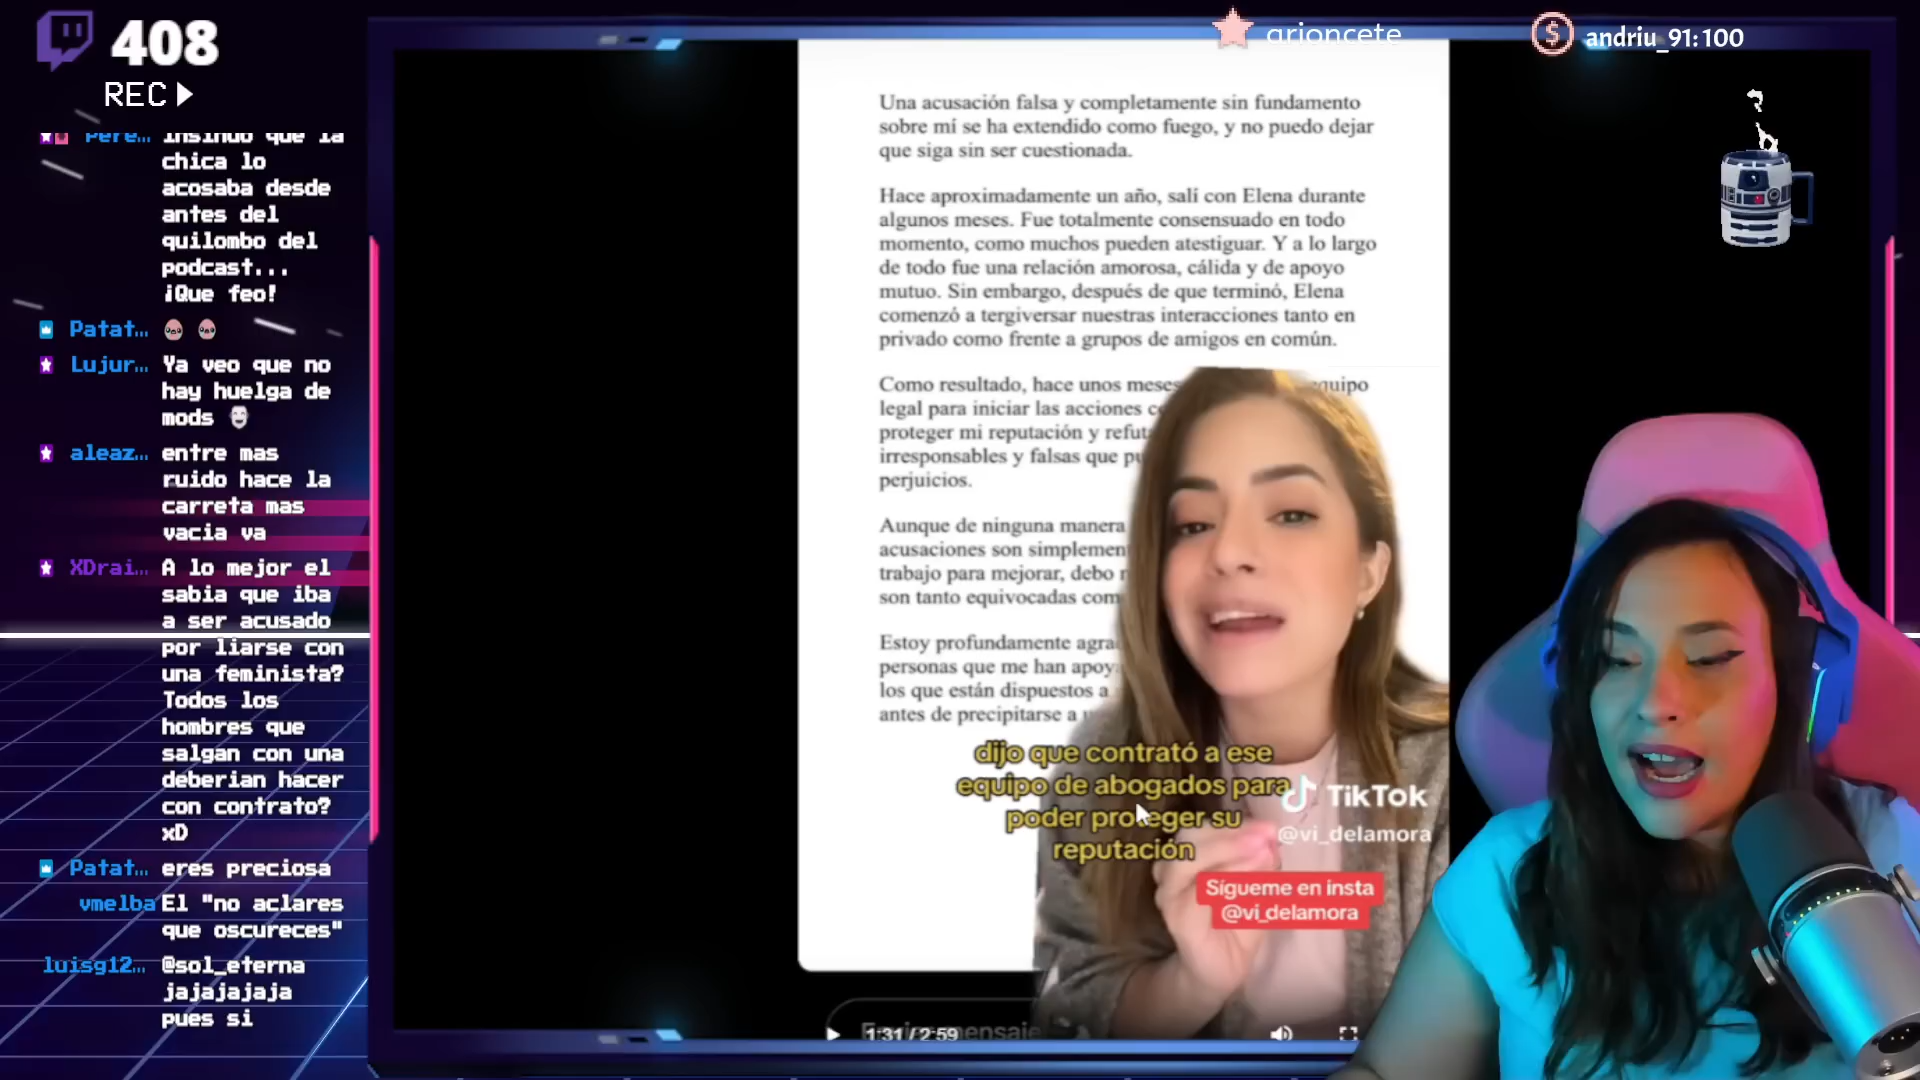 408
REC
arioncete
andriu_91:100
Pere... insinuo que la
chica lo
acosaba desde
antes del
quilombo del
podcast...
¡Que feo!
Patat...
Lujur... Ya veo que no
hay huelga de
mods
aleaz... entre mas
ruido hace la
carreta mas
vacia va
XDrai... A lo mejor el
sabia que iba
a ser acusado
por liarse con
una feminista?
Todos los
hombres que
salgan con una
deberian hacer
con contrato?
xD
Patat... eres preciosa
vmelba El "no aclares
que oscureces"
luisg12... @sol_eterna
jajajajaja
pues si
Una acusación falsa y completamente sin fundamento
sobre mí se ha extendido como fuego, y no puedo dejar
que siga sin ser cuestionada.
Hace aproximadamente un año, salí con Elena durante
algunos meses. Fue totalmente consensuado en todo
momento, como muchos pueden atestiguar. Y a lo largo
de todo fue una relación amorosa, cálida y de apoyo
mutuo. Sin embargo, después de que terminó, Elena
comenzó a tergiversar nuestras interacciones tanto en
privado como frente a grupos de amigos en común.
Como resultado, hace unos meses equipo
legal para iniciar las acciones
proteger mi reputación y
irresponsables y falsas que
perjuicios.
Aunque de ninguna manera
acusaciones son
trabajo para mejorar, debo
son tanto equivocadas
Estoy profundamente
personas que me han
los que están dispuestos a
antes de precipitarse a
dijo que contrató a ese
equipo de abogados para
poder proteger su
reputación
TikTok
@vi_delamora
Sígueme en insta
@vi_delamora
1:31 / 2:59